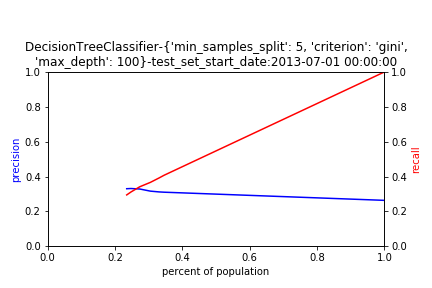 DecisionTreeClassifier-{'min_samples_split': 5, 'criterion': 'gini',
'max_depth': 100}-test_set_start_date:2013-07-01 00:00:00
1.0
0.8
0.6
0.4
0.2
0.0
precision
1.0
0.8
0.6
0.4
0.2
0.0
recall
0.0 0.2 0.4 0.6 0.8 1.0
percent of population